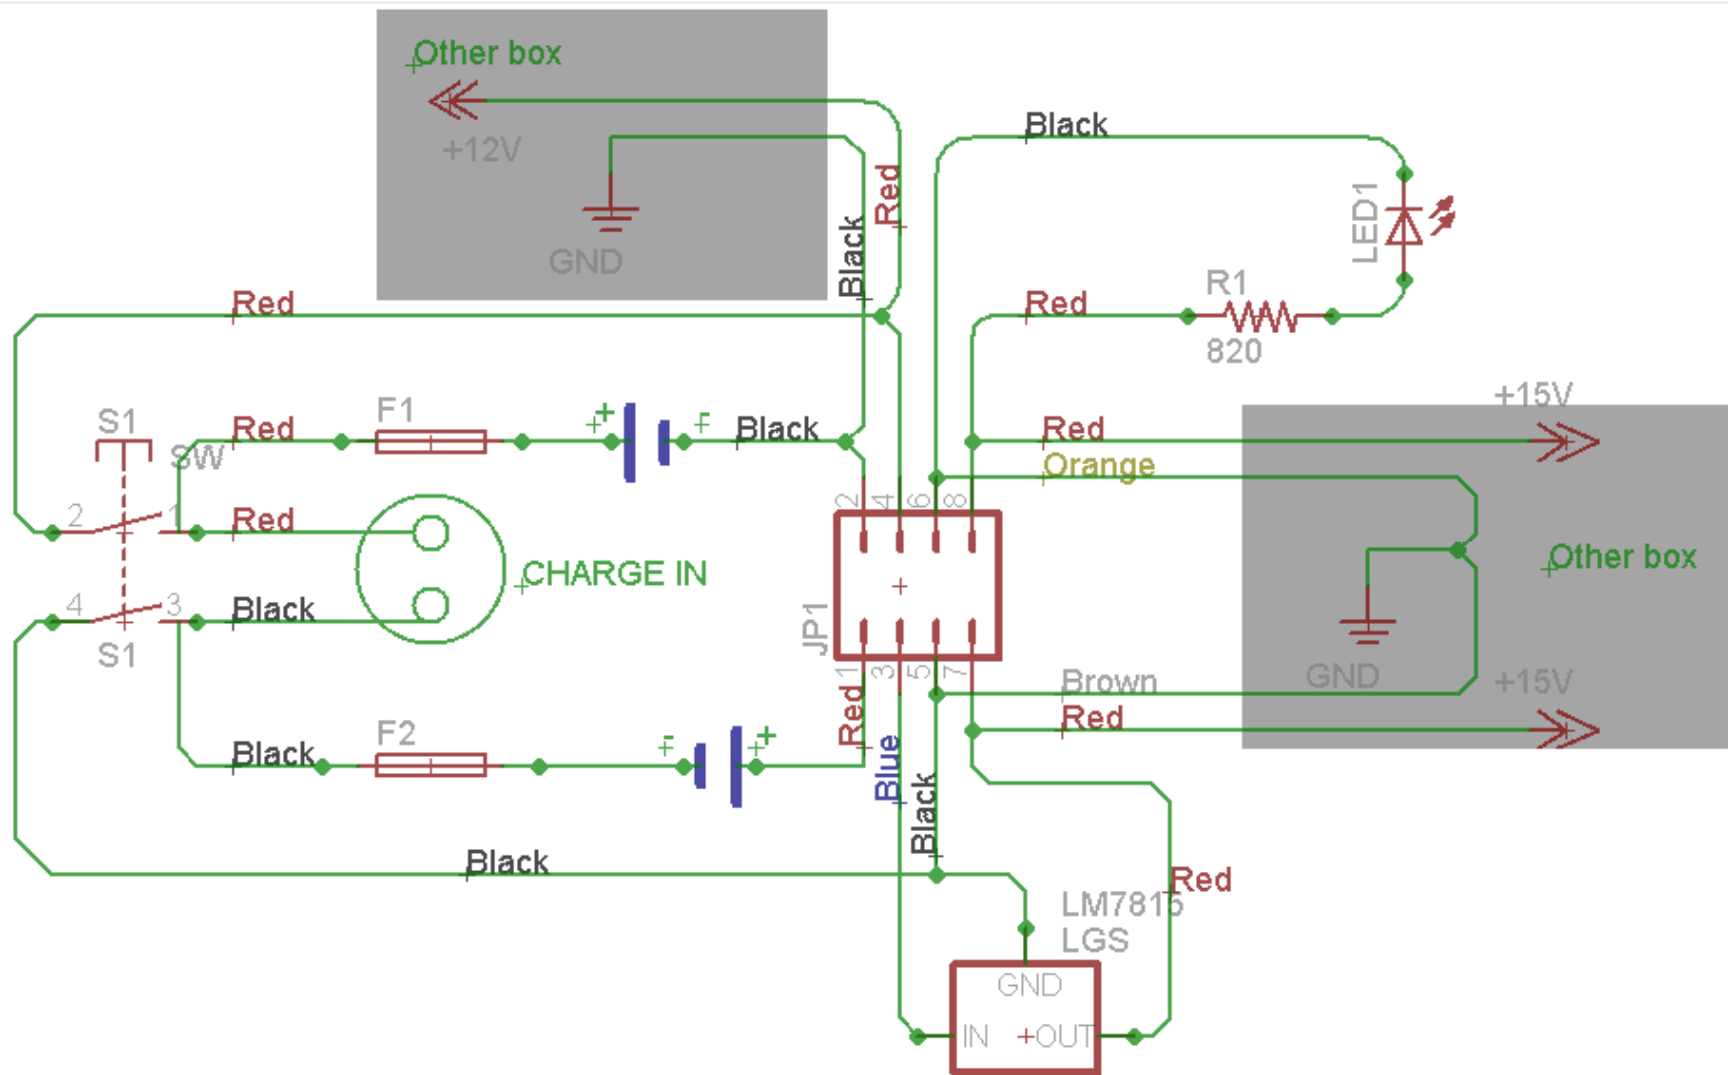 Other box
+12V
GND
Black
Red
Black
LED1
Red
Red
R1
820
+15V
S1
SW
Red
F1
+
-
Black
Red
Orange
2
4
6
8
2
1
Red
CHARGE IN
Other box
4
3
Black
S1
JP1
1
3
5
7
GND
Brown
+15V
Red
Black
F2
-
+
Red
Blue
Black
Black
Red
LM7815
LGS
GND
IN
+OUT